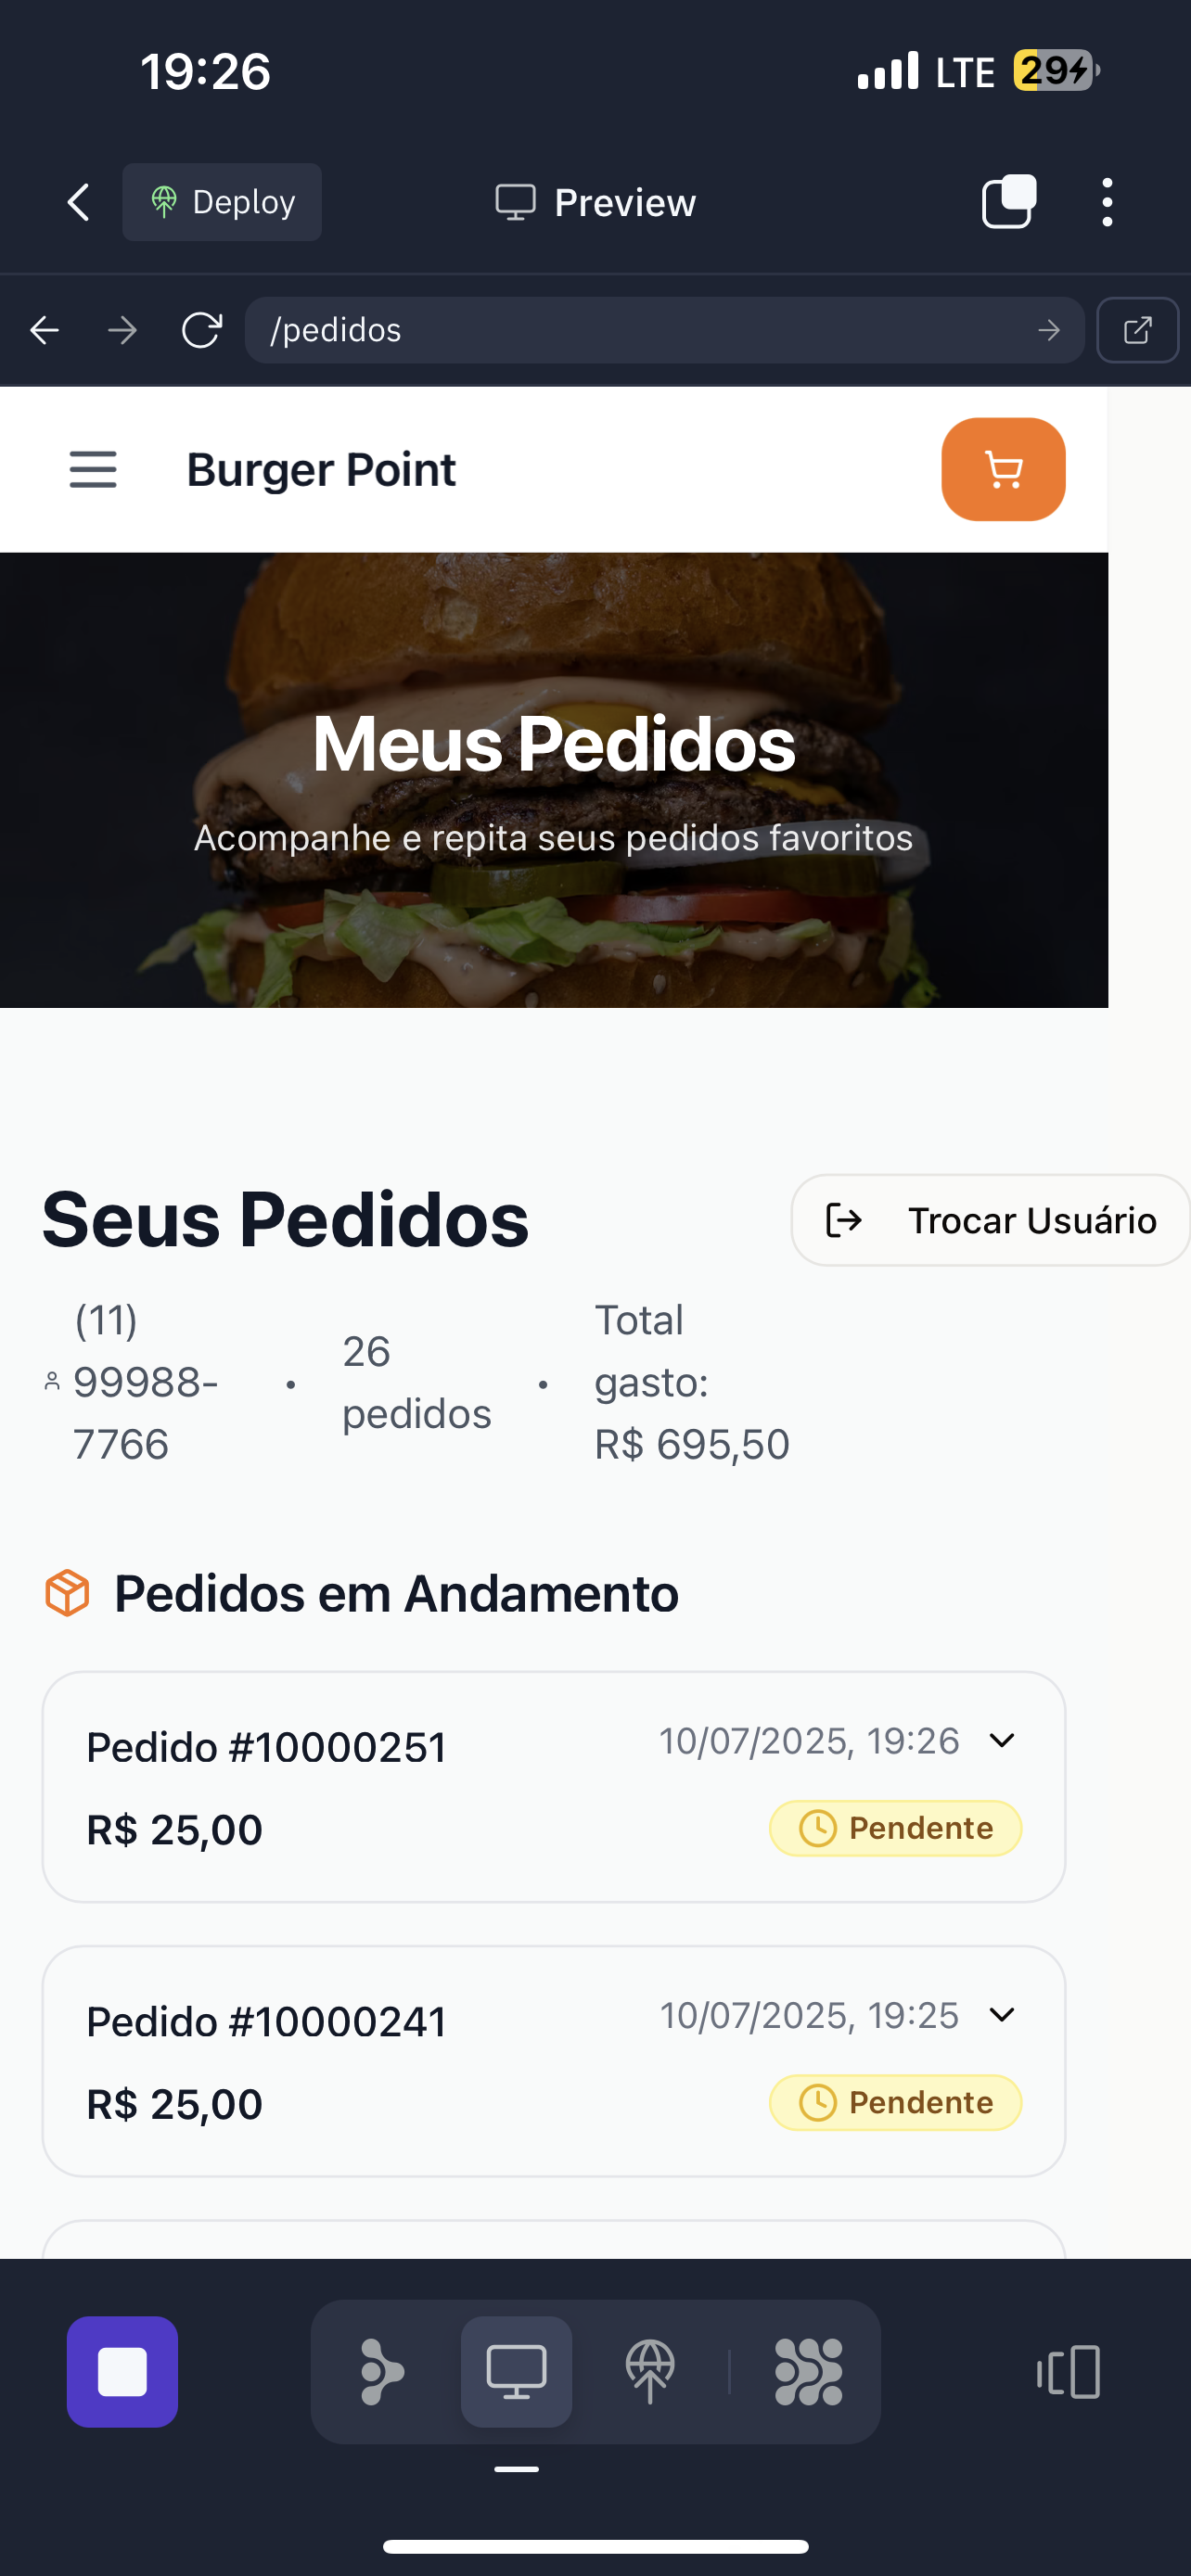 19:26
LTE 29
Deploy
Preview
/pedidos
Burger Point
Meus Pedidos
Acompanhe e repita seus pedidos favoritos
Seus Pedidos
Trocar Usuário
(11)
99988-
7766
•
26
pedidos
•
Total
gasto:
R$ 695,50
Pedidos em Andamento
Pedido #10000251
10/07/2025, 19:26
R$ 25,00
Pendente
Pedido #10000241
10/07/2025, 19:25
R$ 25,00
Pendente